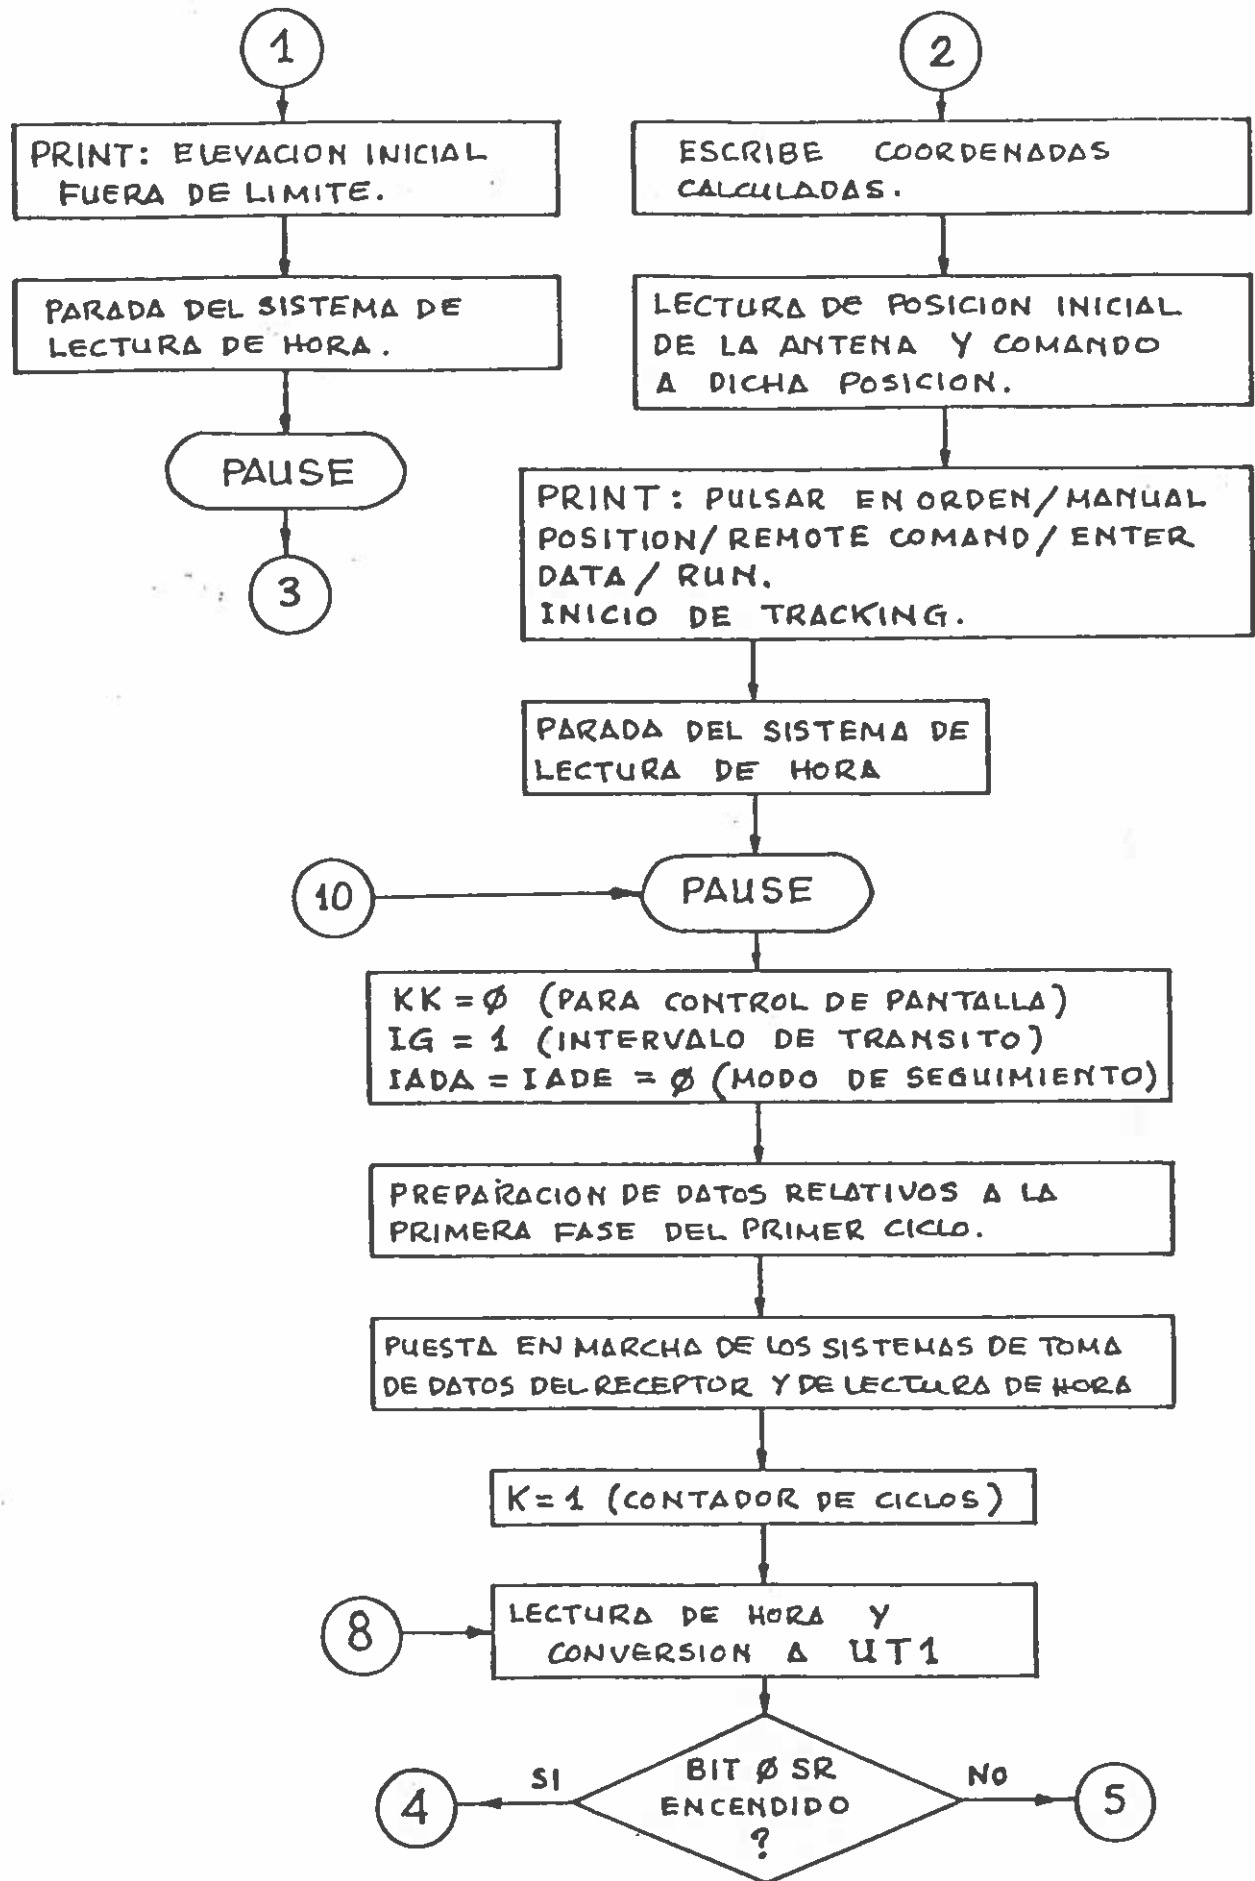 1
PRINT: ELEVACION INICIAL
FUERA DE LIMITE.
PARADA DEL SISTEMA DE
LECTURA DE HORA.
PAUSE
3
2
ESCRIBE COORDENADAS
CALCULADAS.
LECTURA DE POSICION INICIAL
DE LA ANTENA Y COMANDO
A DICHA POSICION.
PRINT: PULSAR EN ORDEN/MANUAL
POSITION/REMOTE COMAND/ENTER
DATA/RUN.
INICIO DE TRACKING.
PARADA DEL SISTEMA DE
LECTURA DE HORA
10
PAUSE
KK = Ø (PARA CONTROL DE PANTALLA)
IG = 1 (INTERVALO DE TRANSITO)
IADA = IADE = Ø (MODO DE SEGUIMIENTO)
PREPARACION DE DATOS RELATIVOS A LA
PRIMERA FASE DEL PRIMER CICLO.
PUESTA EN MARCHA DE LOS SISTEMAS DE TOMA
DE DATOS DEL RECEPTOR Y DE LECTURA DE HORA
K=1 (CONTADOR DE CICLOS)
8
LECTURA DE HORA Y
CONVERSION A UT1
BIT Ø SR
ENCENDIDO
?
SI
4
NO
5